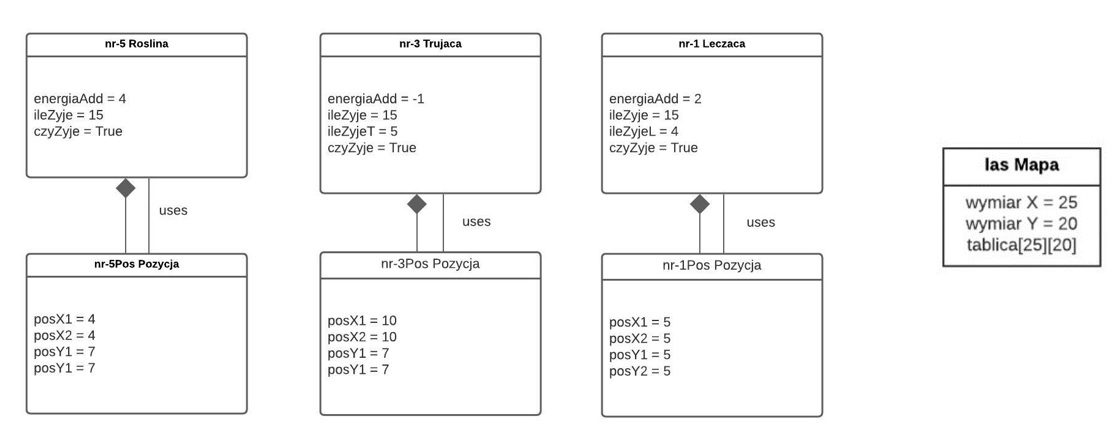 nr-5 Roslina
energiaAdd = 4
ileZyje = 15
czyZyje = True
uses
nr-5Pos Pozycja
posX1 = 4
posX2 = 4
posY1 = 7
posY1 = 7
nr-3 Trujaca
energiaAdd = -1
ileZyje = 15
ileZyjeT = 5
czyZyje = True
uses
nr-3Pos Pozycja
posX1 = 10
posX2 = 10
posY1 = 7
posY1 = 7
nr-1 Leczaca
energiaAdd = 2
ileZyje = 15
ileZyjeL = 4
czyZyje = True
uses
nr-1Pos Pozycja
posX1 = 5
posX2 = 5
posY1 = 5
posY2 = 5
las Mapa
wymiar X = 25
wymiar Y = 20
tablica[25][20]